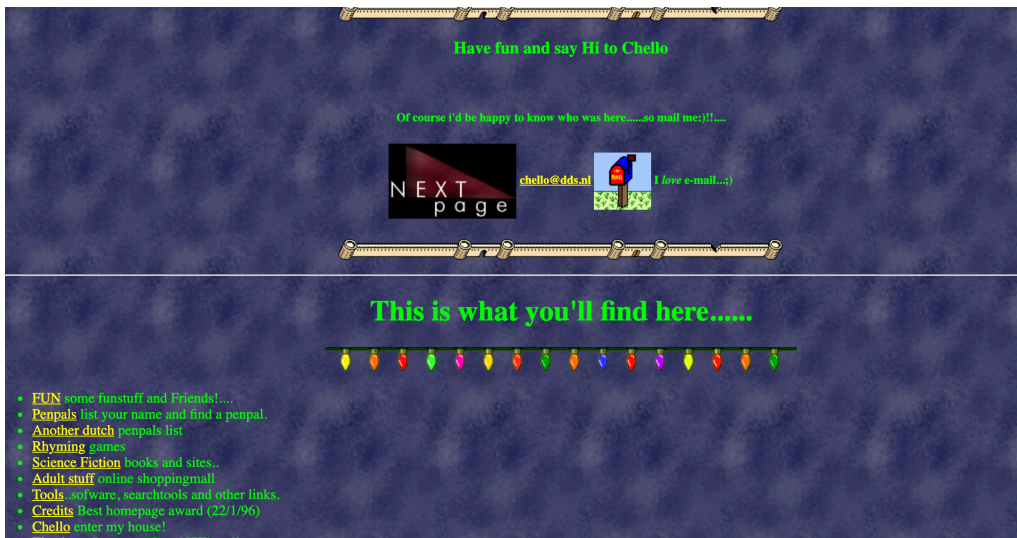 Have fun and say Hi to Chello
Of course i'd be happy to know who was here......so mail me:)!!....
NEXT
page
chello@dds.nl
MAIL
I love e-mail...;)
This is what you'll find here......
FUN some funstuff and Friends!....
Penpals list your name and find a penpal.
Another dutch penpals list
Rhyming games
Science Fiction books and sites..
Adult stuff online shoppingmall
Tools..sofware, searchtools and other links.
Credits Best homepage award (22/1/96)
Chello enter my house!